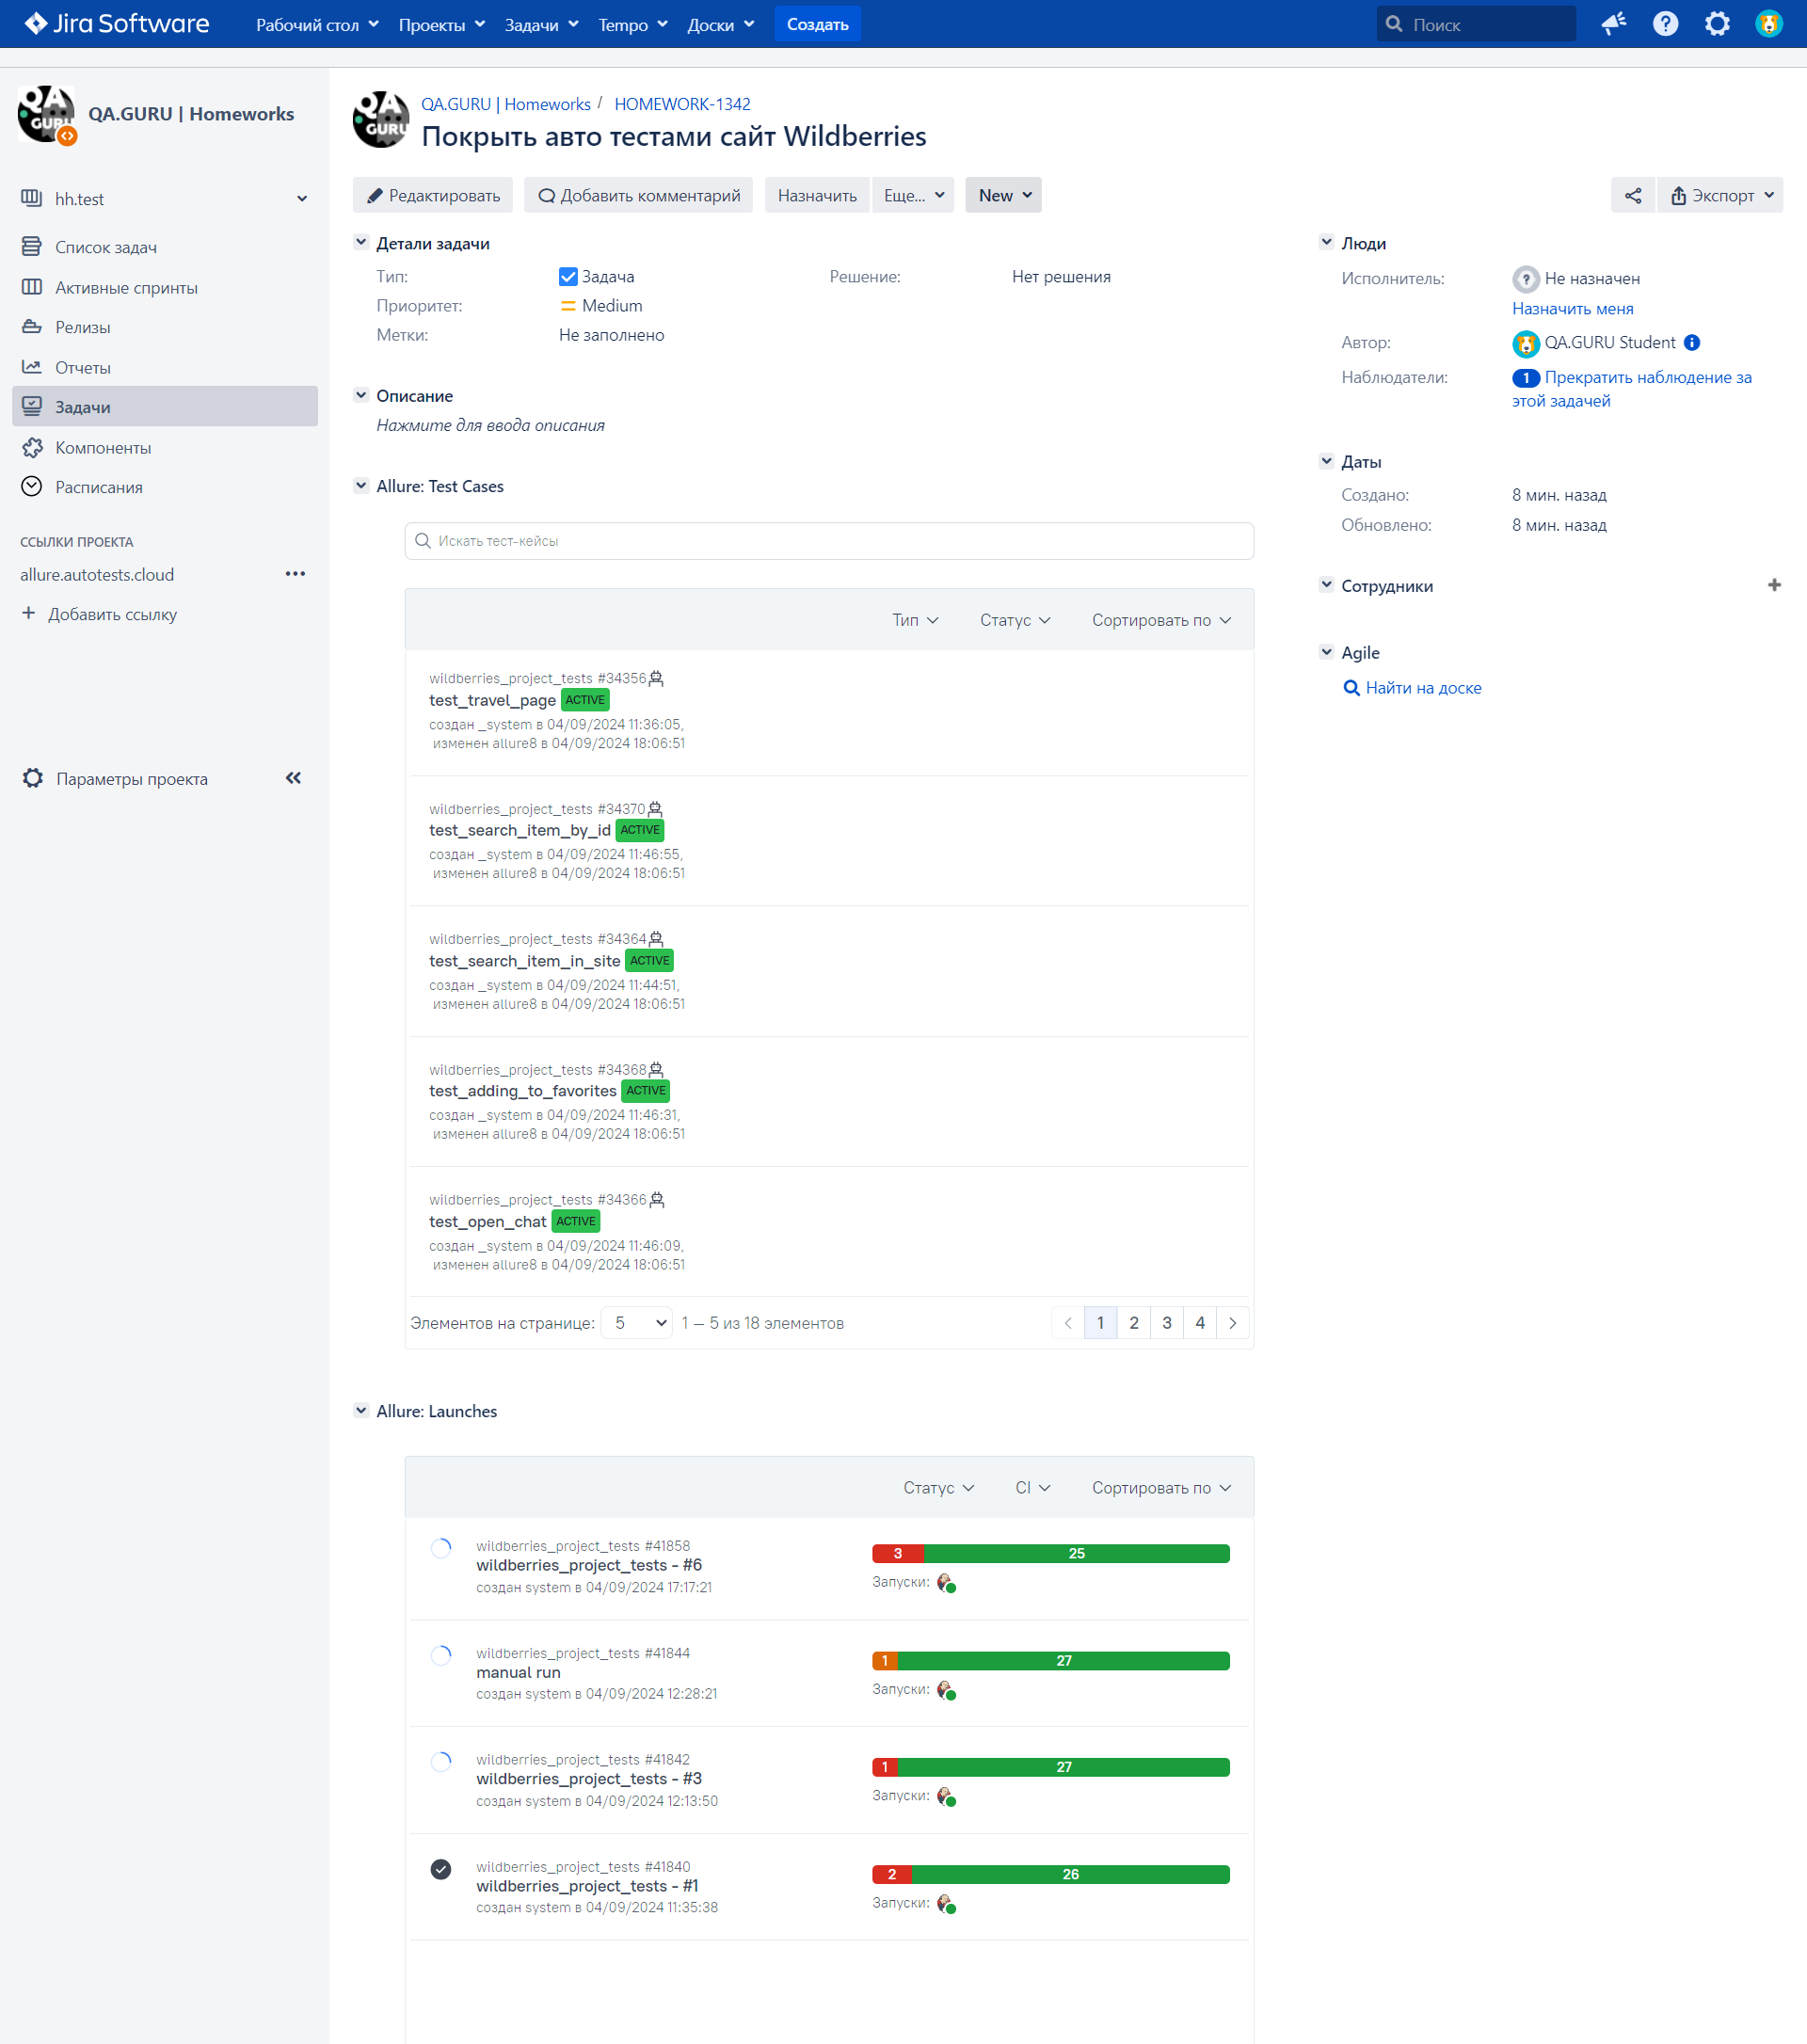 Jira Software
Рабочий стол
Проекты
Задачи
Tempo
Доски
Создать
Поиск
QA GURU
QA.GURU | Homeworks
hh.test
Список задач
Активные спринты
Релизы
Отчеты
Задачи
Компоненты
Расписания
ССЫЛКИ ПРОЕКТА
allure.autotests.cloud
Добавить ссылку
Параметры проекта
QA GURU
QA.GURU | Homeworks / HOMEWORK-1342
Покрыть авто тестами сайт Wildberries
Редактировать
Добавить комментарий
Назначить
Еще...
New
Экспорт
Детали задачи
Тип: Задача
Решение: Нет решения
Приоритет: Medium
Метки: Не заполнено
Описание
Нажмите для ввода описания
Allure: Test Cases
Искать тест-кейсы
Тип Статус Сортировать по
wildberries_project_tests #34356
test_travel_page ACTIVE
создан _system в 04/09/2024 11:36:05,
изменен allure8 в 04/09/2024 18:06:51
wildberries_project_tests #34370
test_search_item_by_id ACTIVE
создан _system в 04/09/2024 11:46:55,
изменен allure8 в 04/09/2024 18:06:51
wildberries_project_tests #34364
test_search_item_in_site ACTIVE
создан _system в 04/09/2024 11:44:51,
изменен allure8 в 04/09/2024 18:06:51
wildberries_project_tests #34368
test_adding_to_favorites ACTIVE
создан _system в 04/09/2024 11:46:31,
изменен allure8 в 04/09/2024 18:06:51
wildberries_project_tests #34366
test_open_chat ACTIVE
создан _system в 04/09/2024 11:46:09,
изменен allure8 в 04/09/2024 18:06:51
Элементов на странице: 5 1 — 5 из 18 элементов 1 2 3 4
Allure: Launches
Статус CI Сортировать по
wildberries_project_tests #41858
wildberries_project_tests - #6
создан system в 04/09/2024 17:17:21
3 25
Запуски:
wildberries_project_tests #41844
manual run
создан system в 04/09/2024 12:28:21
1 27
Запуски:
wildberries_project_tests #41842
wildberries_project_tests - #3
создан system в 04/09/2024 12:13:50
1 27
Запуски:
wildberries_project_tests #41840
wildberries_project_tests - #1
создан system в 04/09/2024 11:35:38
2 26
Запуски:
Люди
Исполнитель: Не назначен
Назначить меня
Автор: QA.GURU Student
Наблюдатели: 1 Прекратить наблюдение за
этой задачей
Даты
Создано: 8 мин. назад
Обновлено: 8 мин. назад
Сотрудники
Agile
Найти на доске